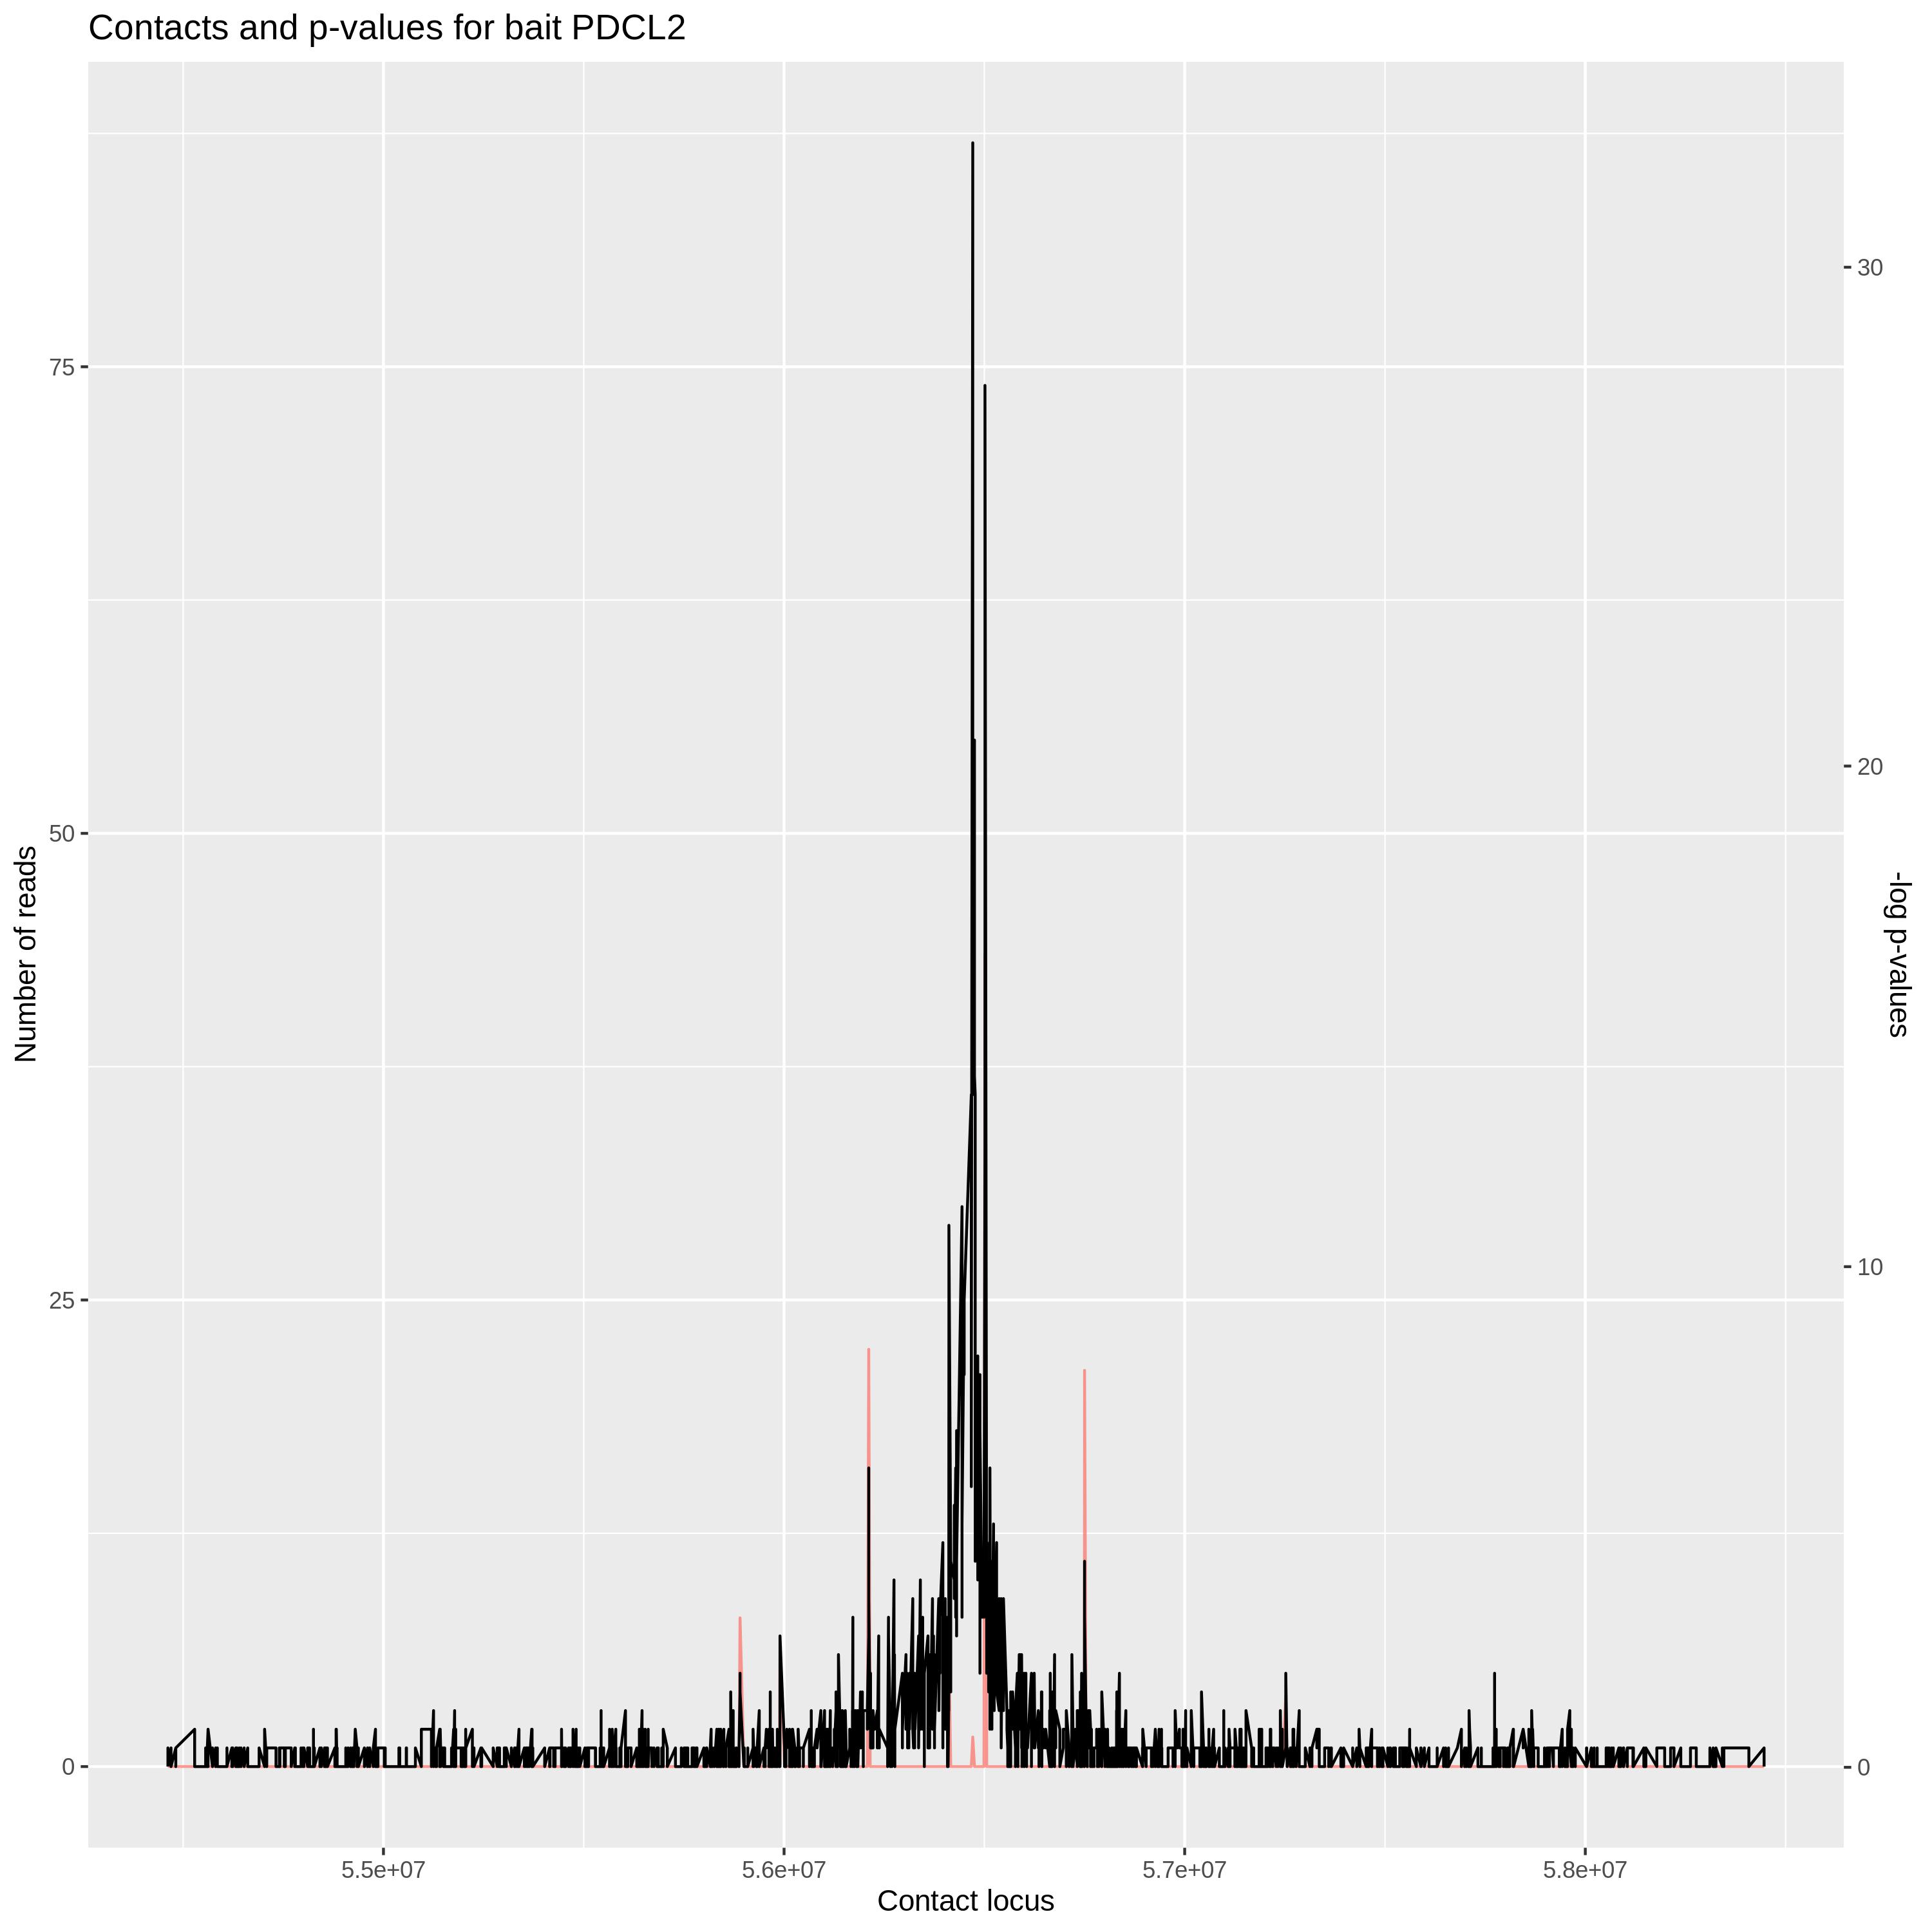 Contacts and p-values for bait PDCL2
75
50
25
0
30
20
10
0
Number of reads
-log p-values
5.5e+07
5.6e+07
5.7e+07
5.8e+07
Contact locus